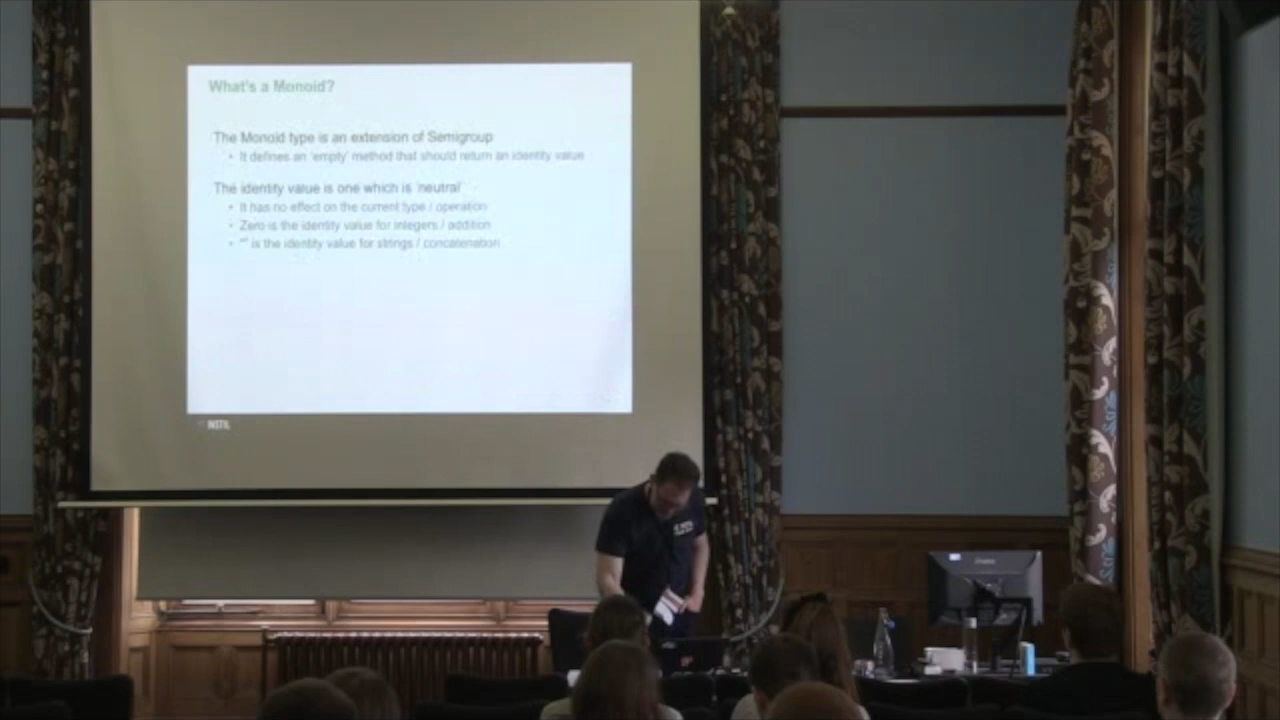 What's a Monoid?
The Monoid type is an extension of Semigroup
• It defines an 'empty' method that should return an identity value
The identity value is one which is 'neutral'
• It has no effect on the current type / operation
• Zero is the identity value for integers / addition
• "" is the identity value for strings / concatenation
INSTIL